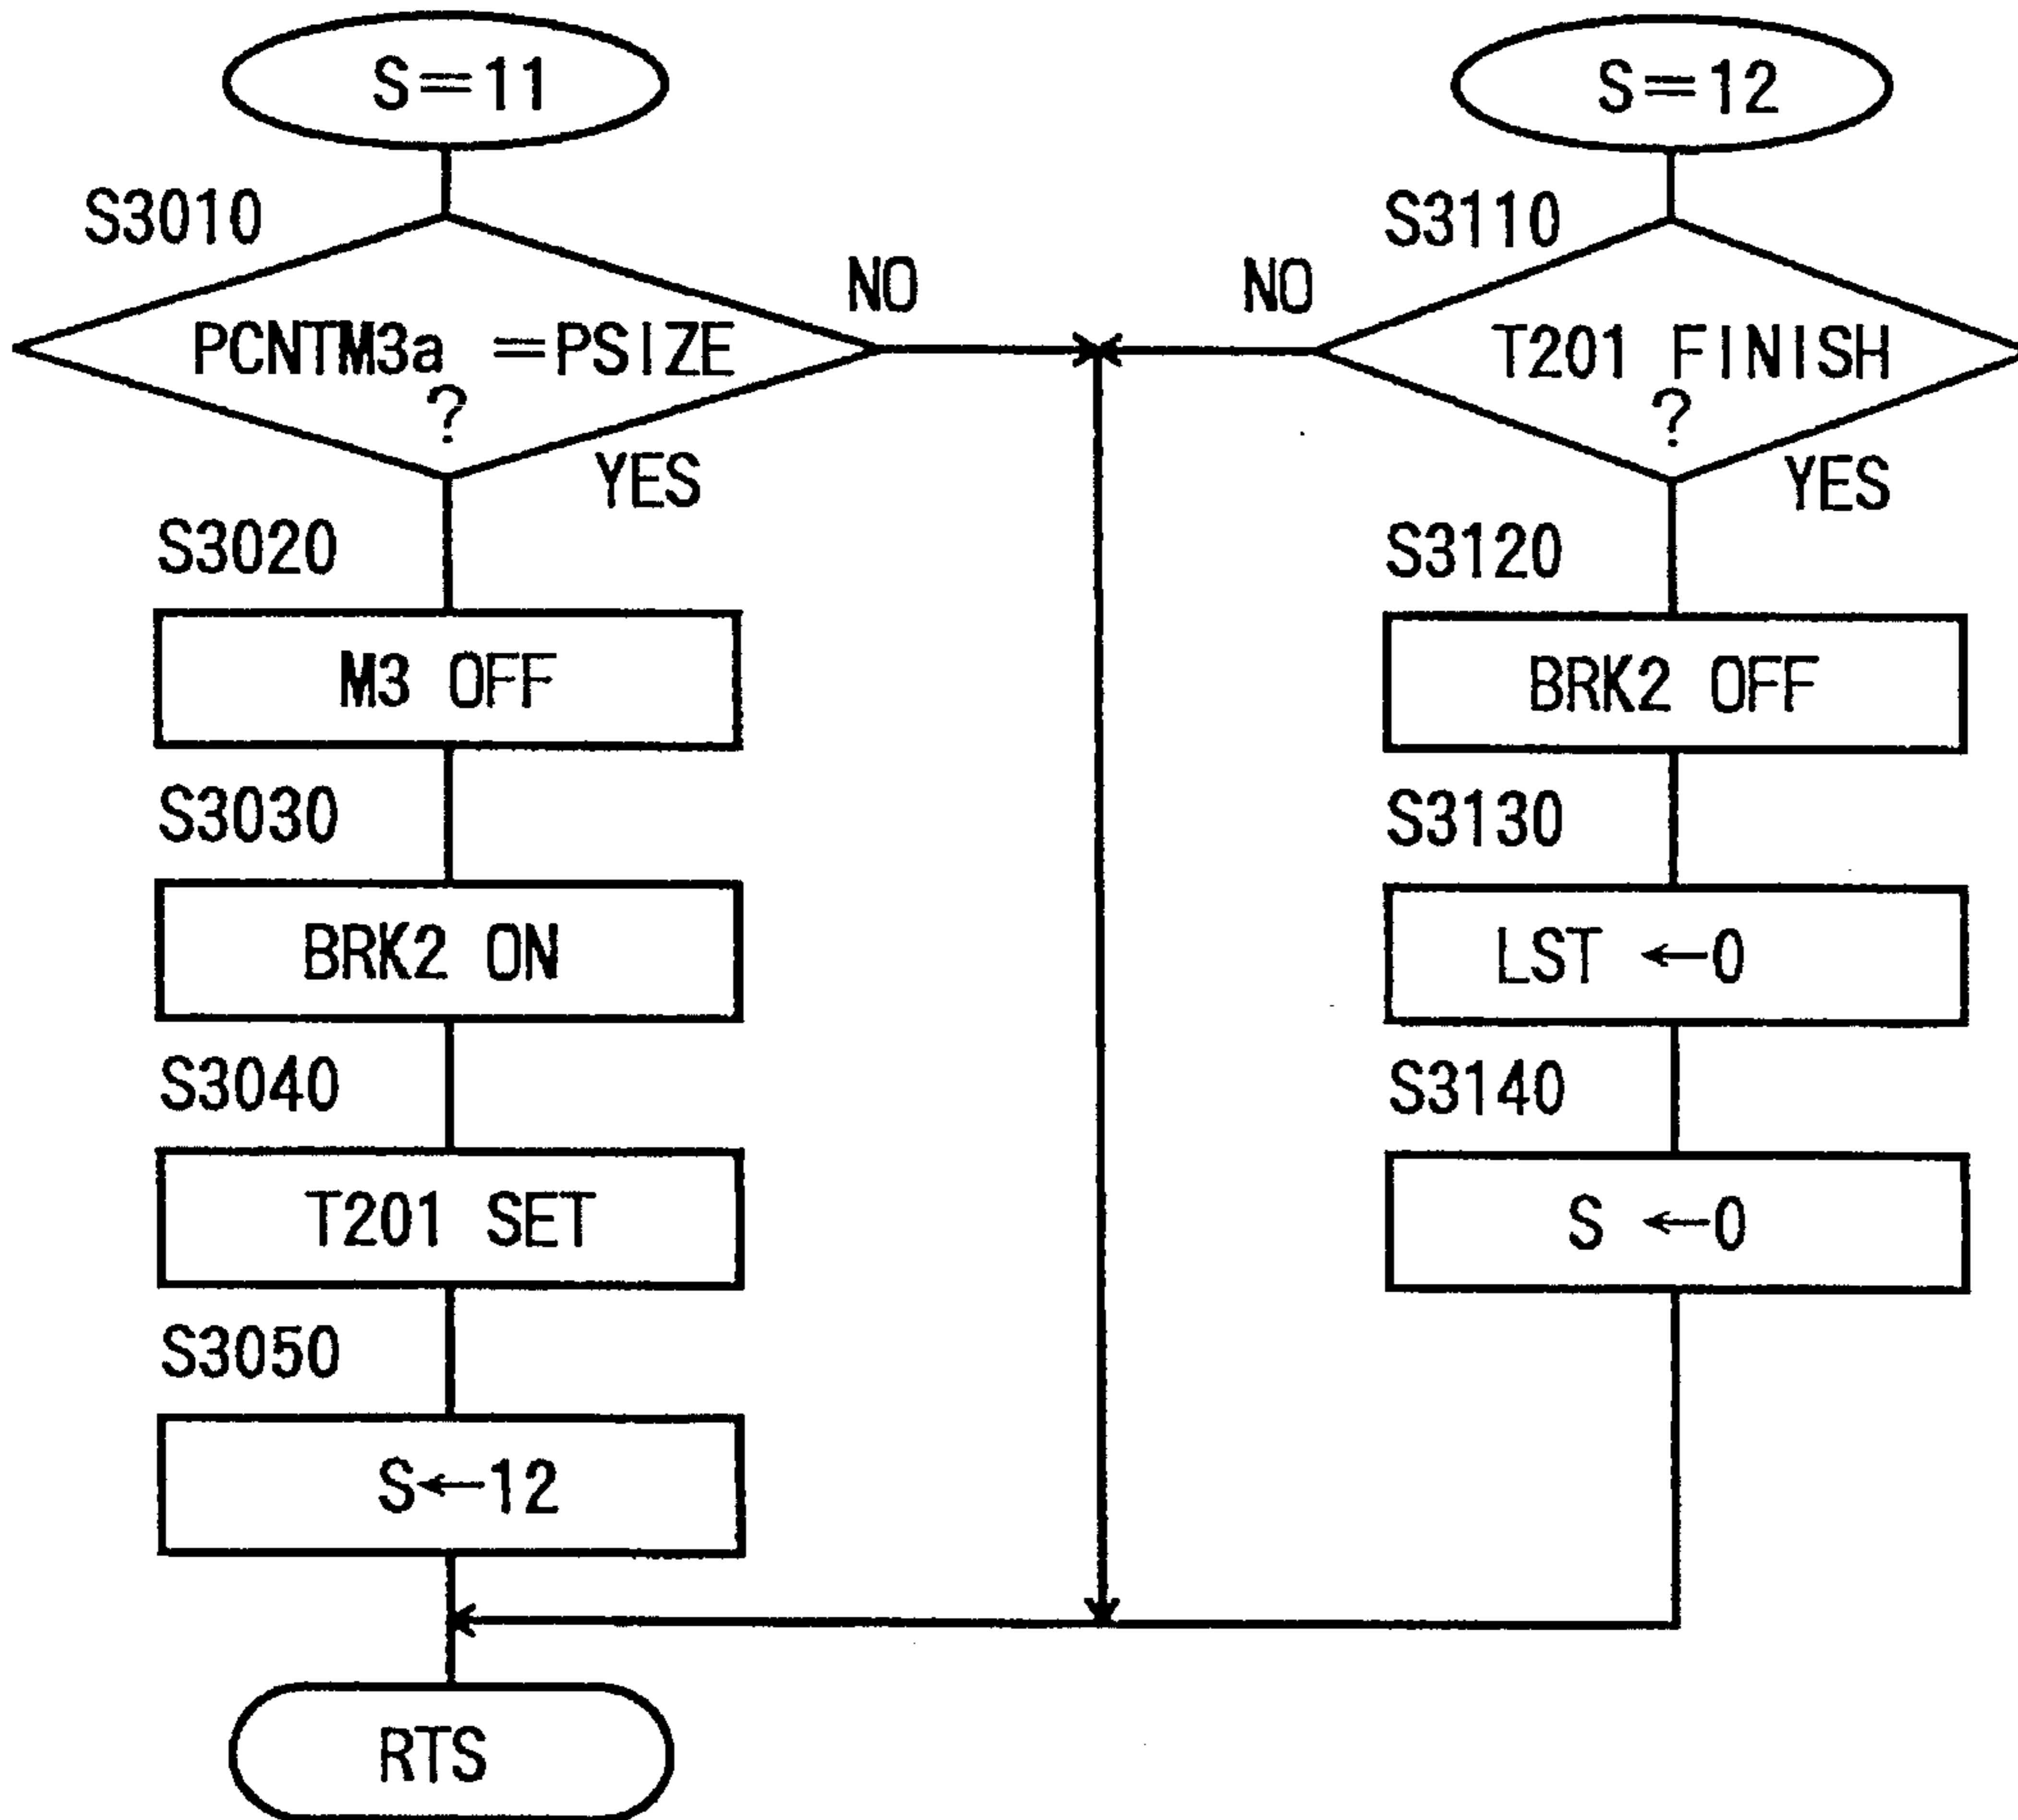 S=11
S3010
PCNTM3a =PSIZE
?
NO
YES
S3020
M3 OFF
S3030
BRK2 ON
S3040
T201 SET
S3050
S←12
RTS
S=12
S3110
T201 FINISH
?
NO
YES
S3120
BRK2 OFF
S3130
LST ←0
S3140
S ←0